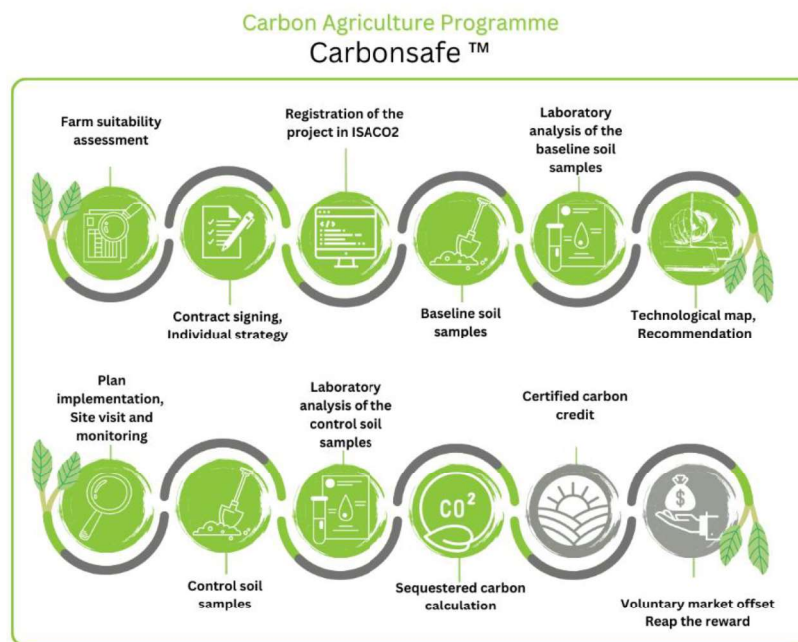 Carbon Agriculture Programme
Carbonsafe ™
Farm suitability
assessment
Contract signing,
Individual strategy
Registration of the
project in ISACO2
Baseline soil
samples
Laboratory
analysis of the
baseline soil
samples
Technological map,
Recommendation
Plan
implementation,
Site visit and
monitoring
Control soil
samples
Laboratory
analysis of the
control soil
samples
CO²
Sequestered carbon
calculation
Certified carbon
credit
$
Voluntary market offset
Reap the reward